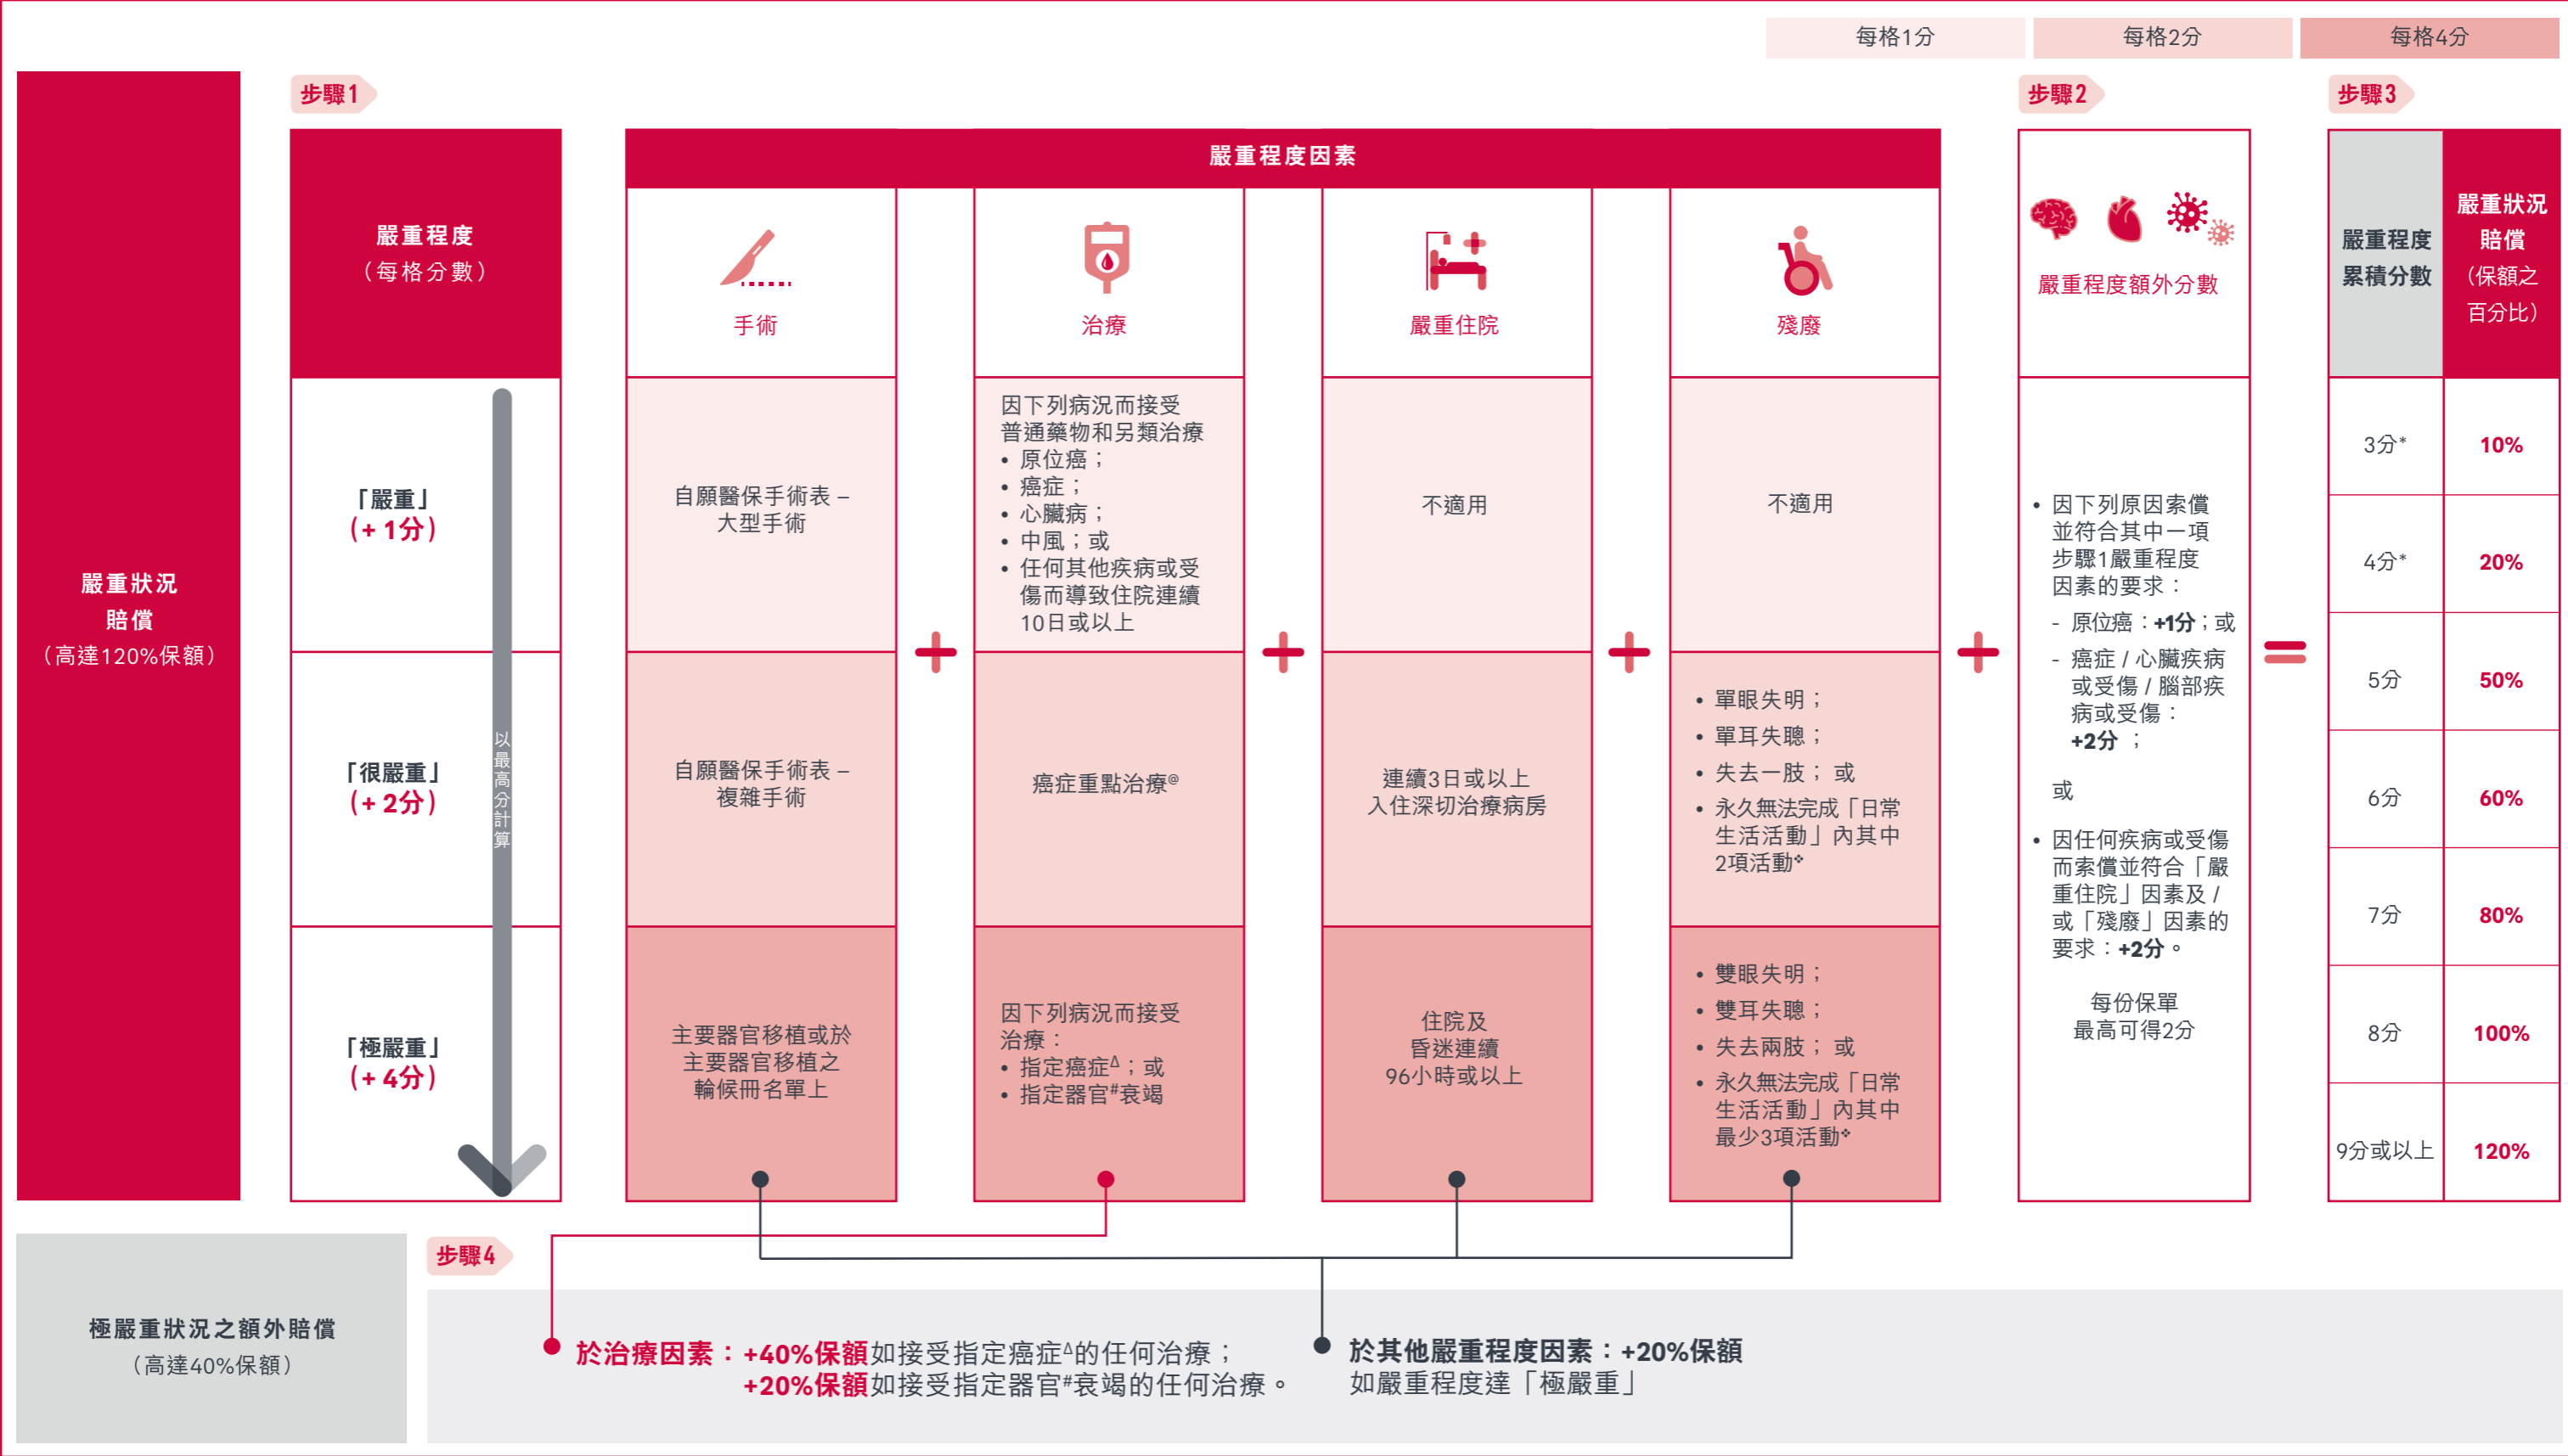 每格1分
每格2分
每格4分
步驟1
步驟2
步驟3
嚴重狀況
賠償
（高達120%保額）
嚴重程度
（每格分數）
「嚴重」
(+ 1分)
「很嚴重」
(+ 2分)
「極嚴重」
(+ 4分)
以最高分計算
嚴重程度因素
手術
自願醫保手術表 –
大型手術
自願醫保手術表 –
複雜手術
主要器官移植或於
主要器官移植之
輪候冊名單上
治療
因下列病況而接受
普通藥物和另類治療
• 原位癌；
• 癌症；
• 心臟病；
• 中風；或
• 任何其他疾病或受
傷而導致住院連續
10日或以上
癌症重點治療@
因下列病況而接受
治療：
• 指定癌症Δ；或
• 指定器官#衰竭
嚴重住院
不適用
連續3日或以上
入住深切治療病房
住院及
昏迷連續
96小時或以上
殘廢
不適用
• 單眼失明；
• 單耳失聰；
• 失去一肢；或
• 永久無法完成「日常
生活活動」內其中
2項活動❖
• 雙眼失明；
• 雙耳失聰；
• 失去兩肢；或
• 永久無法完成「日常
生活活動」內其中
最少3項活動❖
嚴重程度額外分數
• 因下列原因索償
並符合其中一項
步驟1嚴重程度
因素的要求：
- 原位癌：+1分；或
- 癌症 / 心臟疾病
或受傷 / 腦部疾
病或受傷：
+2分；
或
• 因任何疾病或受傷
而索償並符合「嚴
重住院」因素及 /
或「殘廢」因素的
要求：+2分。
每份保單
最高可得2分
嚴重程度
累積分數
嚴重狀況
賠償
（保額之
百分比）
3分* 10%
4分* 20%
5分 50%
6分 60%
7分 80%
8分 100%
9分或以上 120%
極嚴重狀況之額外賠償
（高達40%保額）
步驟4
於治療因素：+40%保額如接受指定癌症Δ的任何治療；
+20%保額如接受指定器官#衰竭的任何治療。
於其他嚴重程度因素：+20%保額
如嚴重程度達「極嚴重」